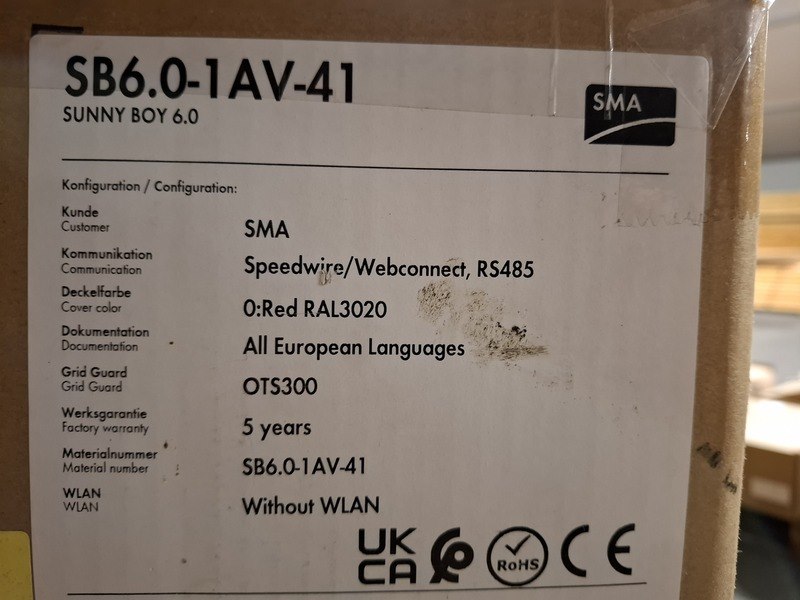 SB6.0-1AV-41
SUNNY BOY 6.0
SMA
Konfiguration / Configuration:
Kunde
Customer
SMA
Kommunikation
Communication
Speedwire/Webconnect, RS485
Deckelfarbe
Cover color
0:Red RAL3020
Dokumentation
Documentation
All European Languages
Grid Guard
Grid Guard
OTS300
Werksgarantie
Factory warranty
5 years
Materialnummer
Material number
SB6.0-1AV-41
WLAN
WLAN
Without WLAN
UK
CA
RoHS
CE